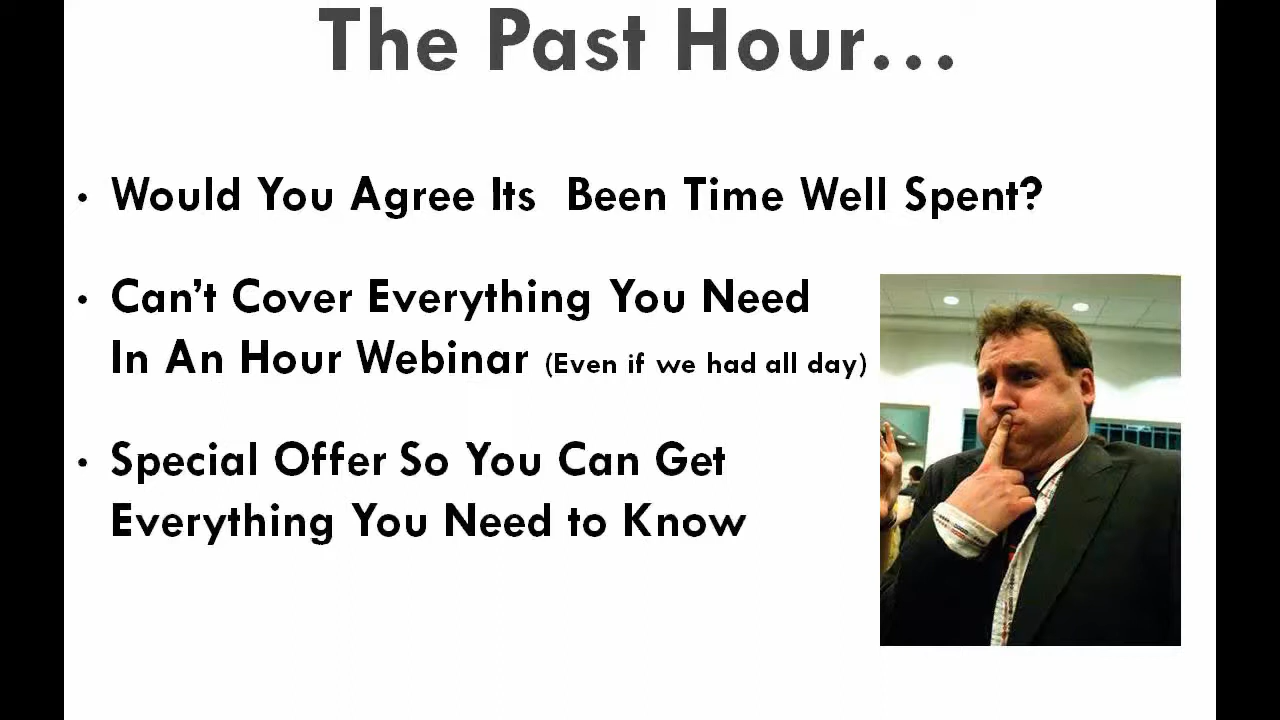 The Past Hour...
• Would You Agree Its  Been Time Well Spent?
• Can't Cover Everything You Need
In An Hour Webinar (Even if we had all day)
• Special Offer So You Can Get
Everything You Need to Know